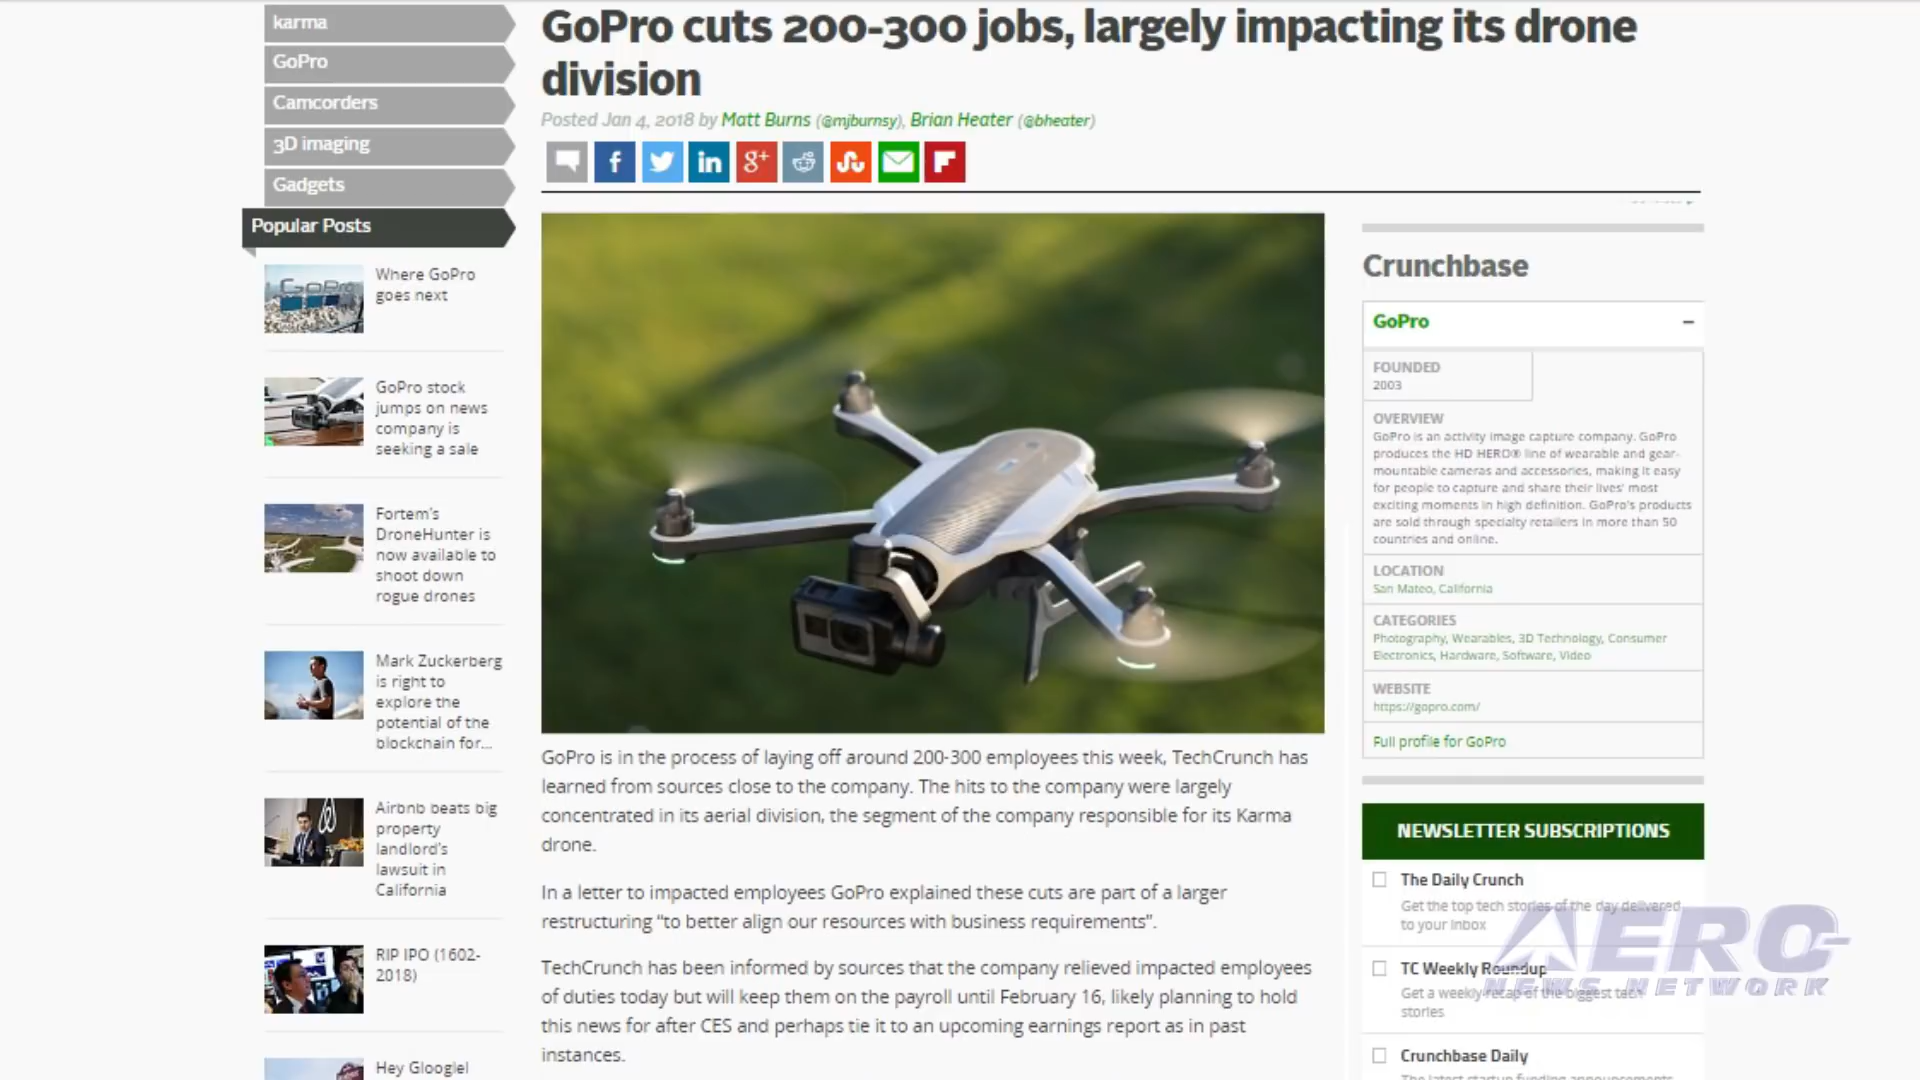 karma
GoPro
Camcorders
3D imaging
Gadgets
Popular Posts
Where GoPro
goes next
GoPro stock
jumps on news
company is
seeking a sale
Fortem's
DroneHunter is
now available to
shoot down
rogue drones
Mark Zuckerberg
is right to
explore the
potential of the
blockchain for...
Airbnb beats big
property
landlord's
lawsuit in
California
RIP IPO (1602-
2018)
Hey Gloogle!
GoPro cuts 200-300 jobs, largely impacting its drone
division
Posted Jan 4, 2018 by Matt Burns (@mjburnsy), Brian Heater (@bheater)
GoPro
GoPro is in the process of laying off around 200-300 employees this week, TechCrunch has
learned from sources close to the company. The hits to the company were largely
concentrated in its aerial division, the segment of the company responsible for its Karma
drone.
In a letter to impacted employees GoPro explained these cuts are part of a larger
restructuring “to better align our resources with business requirements”.
TechCrunch has been informed by sources that the company relieved impacted employees
of duties today but will keep them on the payroll until February 16, likely planning to hold
this news for after CES and perhaps tie it to an upcoming earnings report as in past
instances.
Crunchbase
GoPro –
FOUNDED
2003
OVERVIEW
GoPro is an activity image capture company. GoPro
produces the HD HERO® line of wearable and gear-
mountable cameras and accessories, making it easy
for people to capture and share their lives' most
exciting moments in high definition. GoPro's products
are sold through specialty retailers in more than 50
countries and online.
LOCATION
San Mateo, California
CATEGORIES
Photography, Wearables, 3D Technology, Consumer
Electronics, Hardware, Software, Video
WEBSITE
https://gopro.com/
Full profile for GoPro
NEWSLETTER SUBSCRIPTIONS
The Daily Crunch
Get the top tech stories of the day delivered
to your inbox
TC Weekly Roundup
Get a weekly recap of the biggest tech
stories
Crunchbase Daily
The latest startup funding announcements
AERO-
NEWS NETWORK